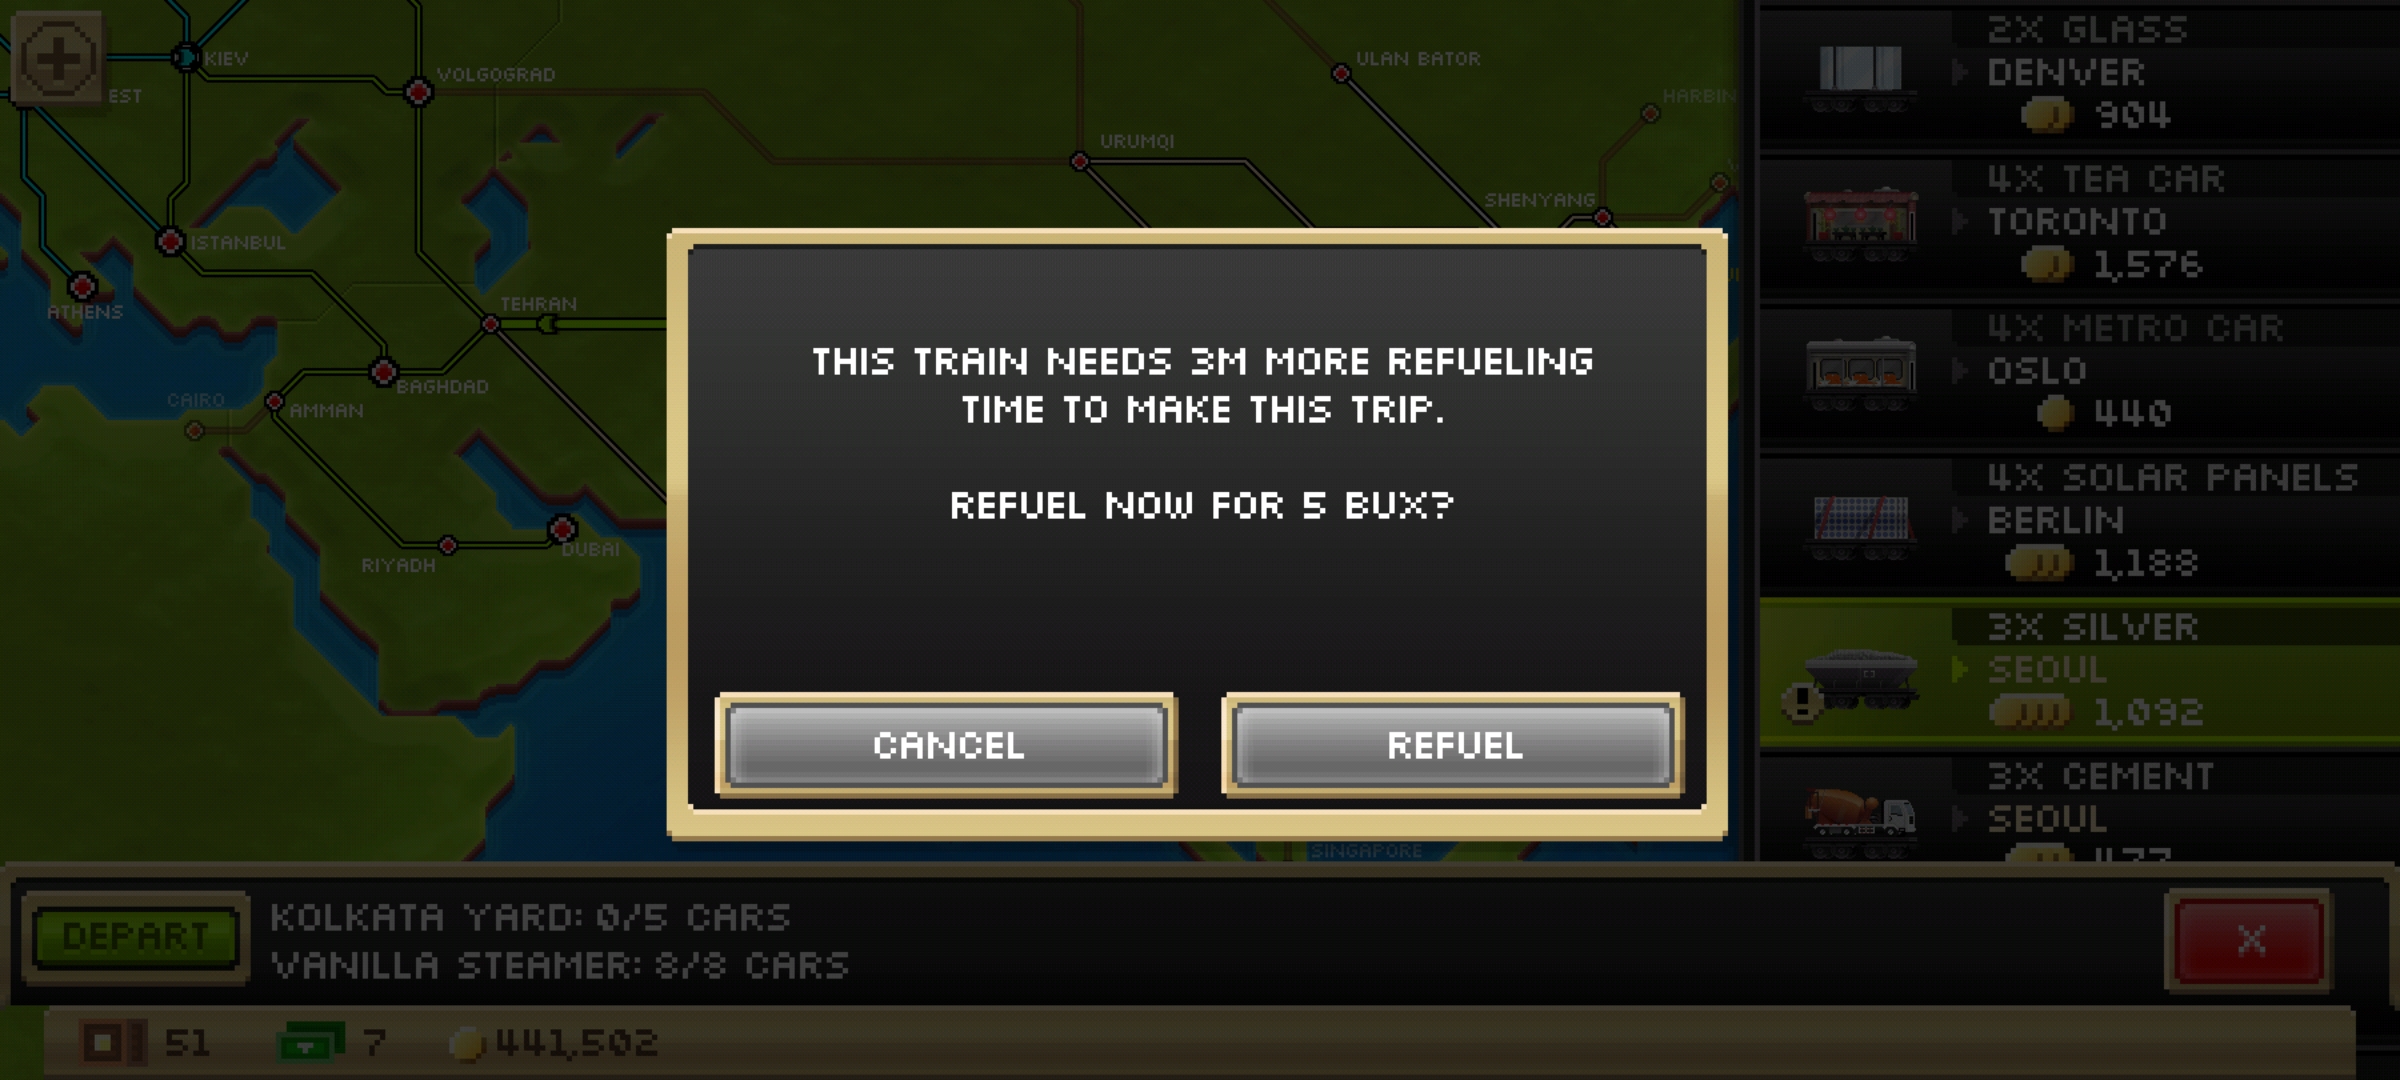 KIEV
VOLGOGRAD
EST
ULAN BATOR
HARBIN
URUMQI
SHENYANG
ISTANBUL
TEHRAN
ATHENS
BAGHDAD
CAIRO
AMMAN
RIYADH
DUBAI
SINGAPORE
THIS TRAIN NEEDS 3M MORE REFUELING
TIME TO MAKE THIS TRIP.
REFUEL NOW FOR 5 BUX?
CANCEL
REFUEL
2X GLASS
DENVER
904
4X TEA CAR
TORONTO
1,576
4X METRO CAR
OSLO
440
4X SOLAR PANELS
BERLIN
1,188
3X SILVER
SEOUL
1,092
3X CEMENT
SEOUL
477
DEPART
KOLKATA YARD: 0/5 CARS
VANILLA STEAMER: 8/8 CARS
X
51
7
441,502